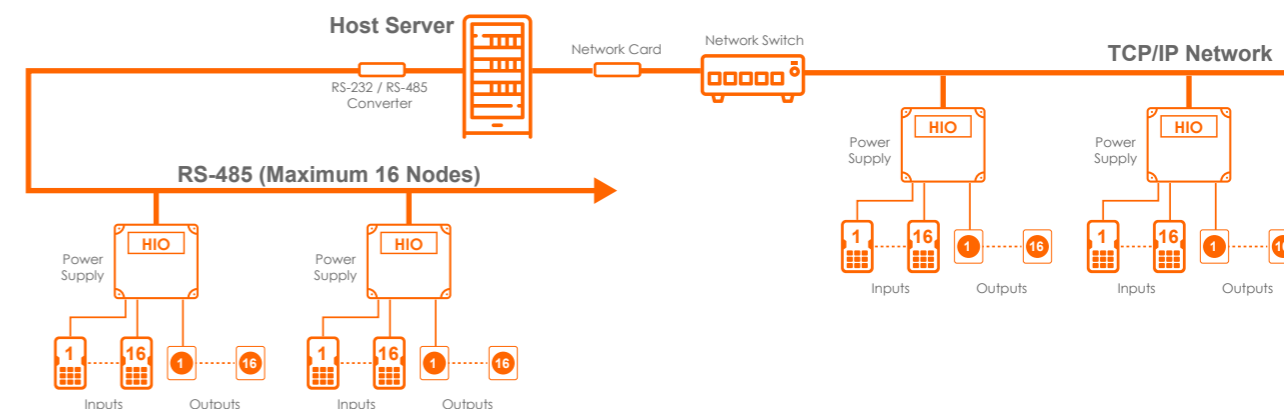 Host Server
Network Card
Network Switch
TCP/IP Network
RS-232 / RS-485
Converter
HIO
HIO
Power
Supply
Power
Supply
RS-485 (Maximum 16 Nodes)
1
16
1
16
1
16
1
16
Inputs
Outputs
Inputs
Outputs
HIO
HIO
Power
Supply
Power
Supply
1
16
1
16
1
16
1
16
Inputs
Outputs
Inputs
Outputs